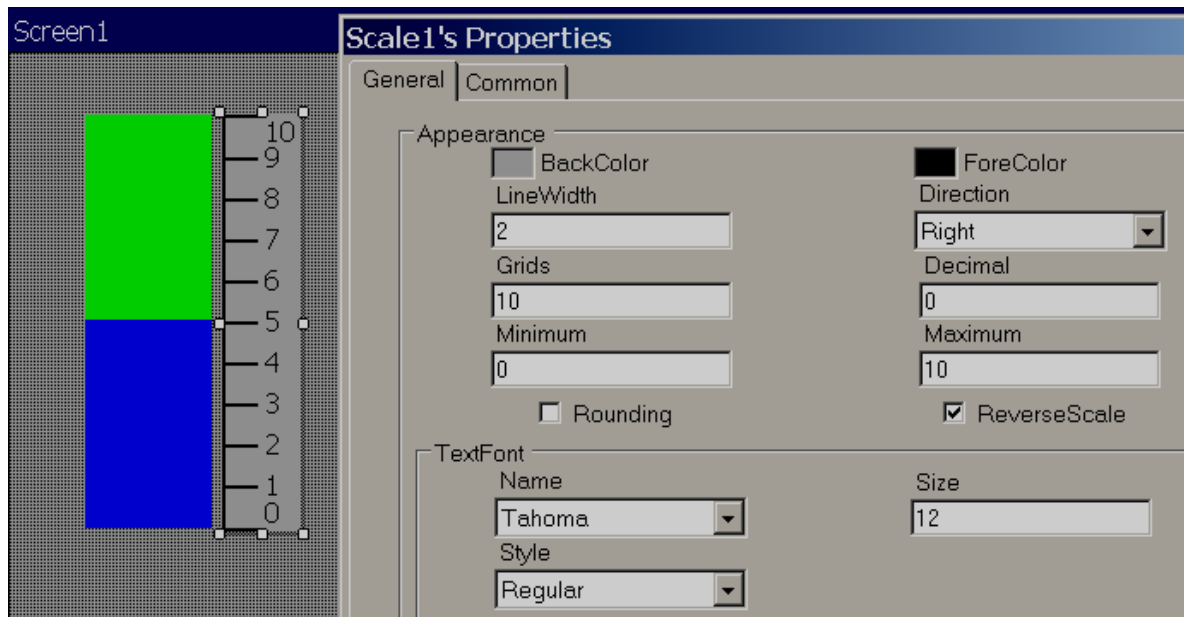 Screen1
10
9
8
7
6
5
4
3
2
1
0
Scale1's Properties
General Common
Appearance
BackColor ForeColor
LineWidth Direction
2 Right
Grids Decimal
10 0
Minimum Maximum
0 10
Rounding ReverseScale
TextFont
Name Size
Tahoma 12
Style
Regular